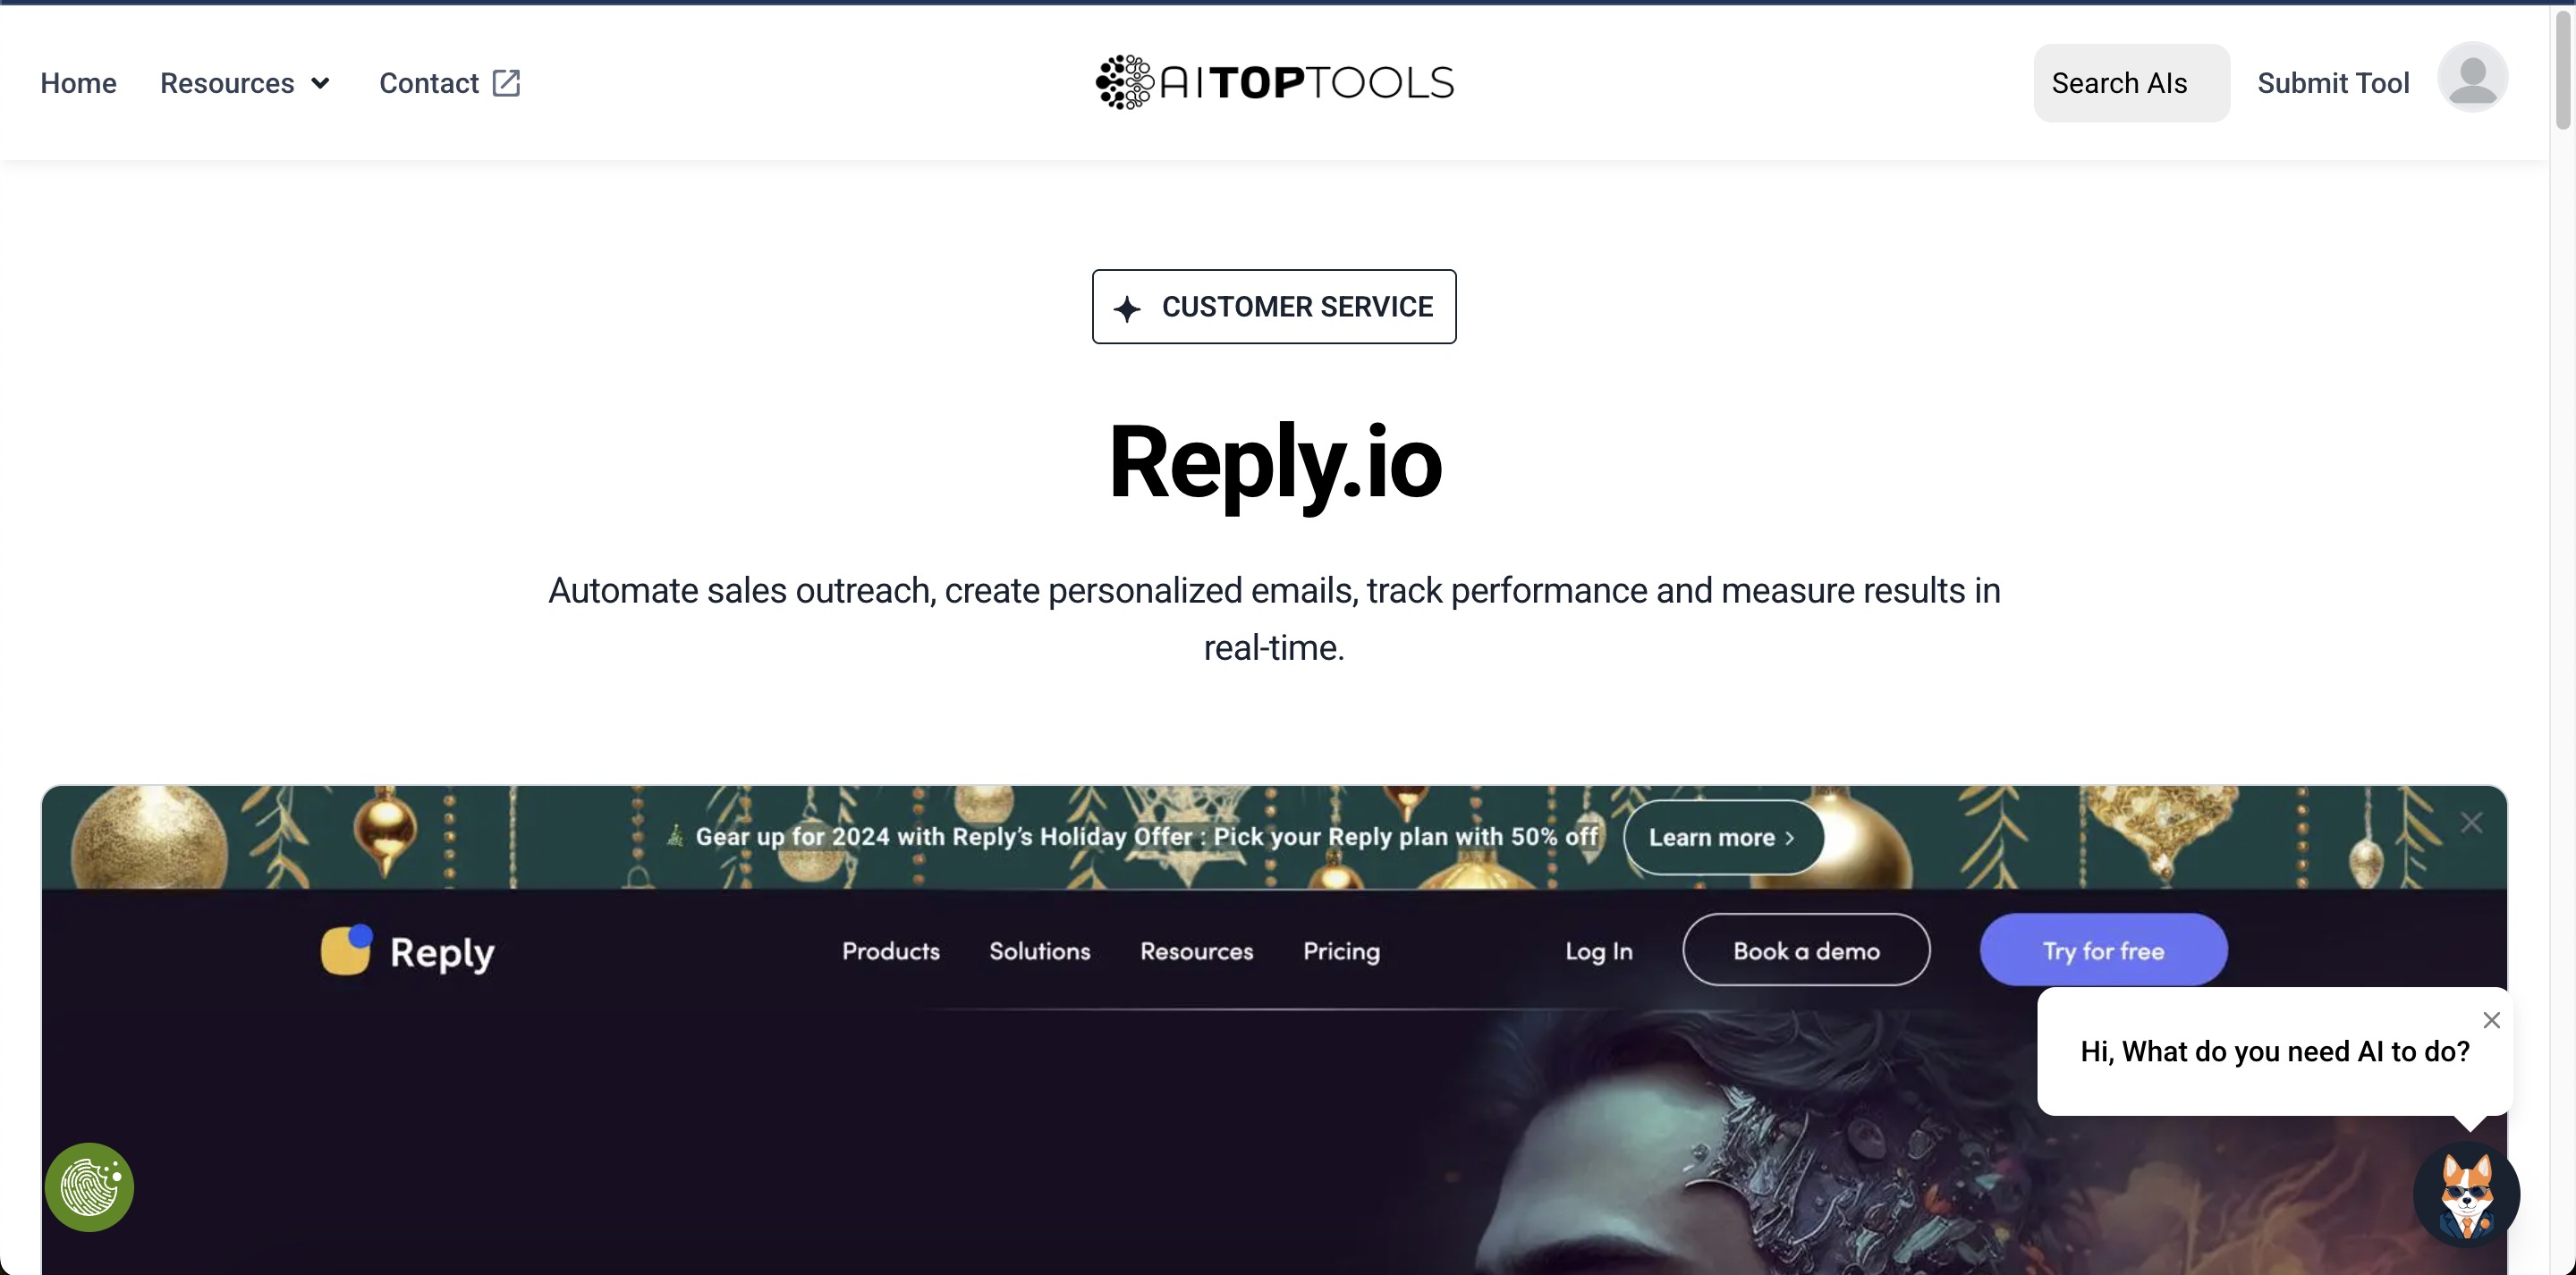 Home Resources Contact AITOPTOOLS Search AIs Submit Tool
CUSTOMER SERVICE
Reply.io
Automate sales outreach, create personalized emails, track performance and measure results in
real-time.
Gear up for 2024 with Reply’s Holiday Offer : Pick your Reply plan with 50% off Learn more >
Reply Products Solutions Resources Pricing Log In Book a demo Try for free
Hi, What do you need AI to do?